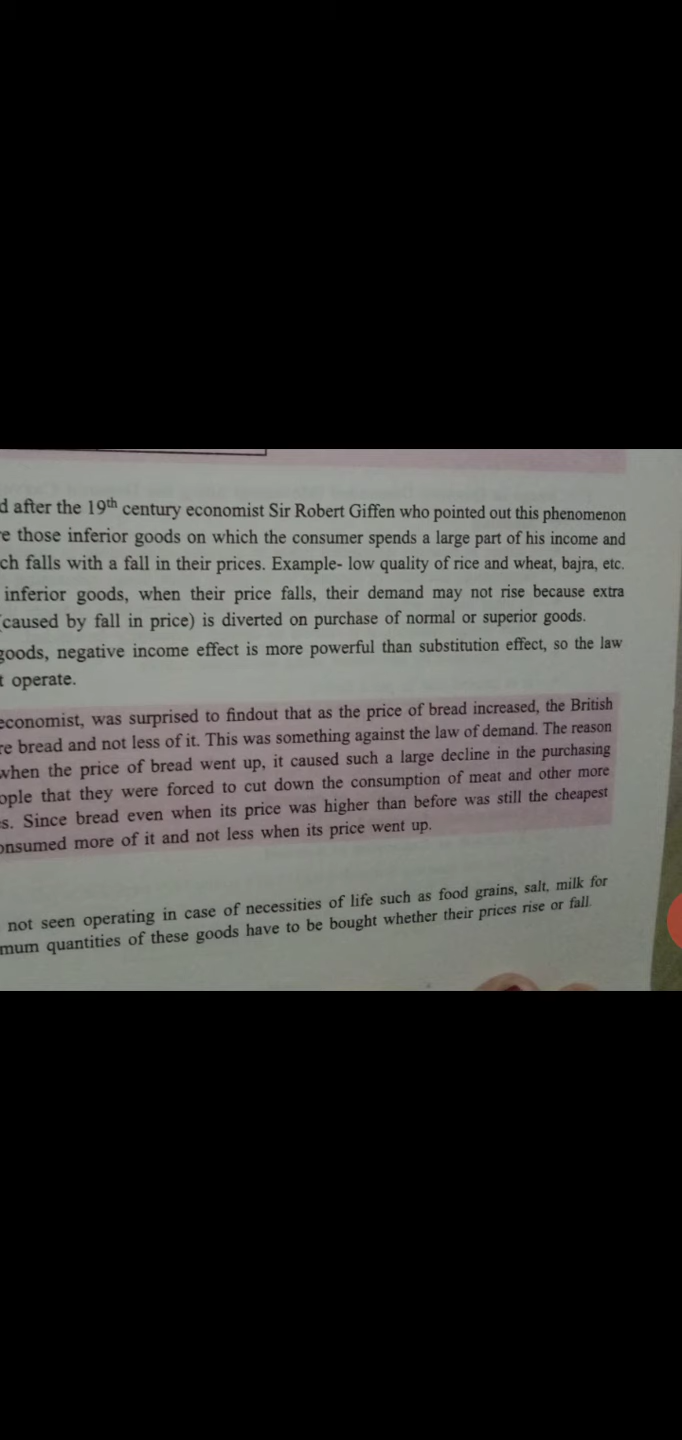 d after the 19th century economist Sir Robert Giffen who pointed out this phenomenon
e those inferior goods on which the consumer spends a large part of his income and
ch falls with a fall in their prices. Example- low quality of rice and wheat, bajra, etc.
inferior goods, when their price falls, their demand may not rise because extra
(caused by fall in price) is diverted on purchase of normal or superior goods.
goods, negative income effect is more powerful than substitution effect, so the law
t operate.
economist, was surprised to findout that as the price of bread increased, the British
re bread and not less of it. This was something against the law of demand. The reason
when the price of bread went up, it caused such a large decline in the purchasing
ople that they were forced to cut down the consumption of meat and other more
s. Since bread even when its price was higher than before was still the cheapest
onsumed more of it and not less when its price went up.
not seen operating in case of necessities of life such as food grains, salt, milk for
mum quantities of these goods have to be bought whether their prices rise or fall.